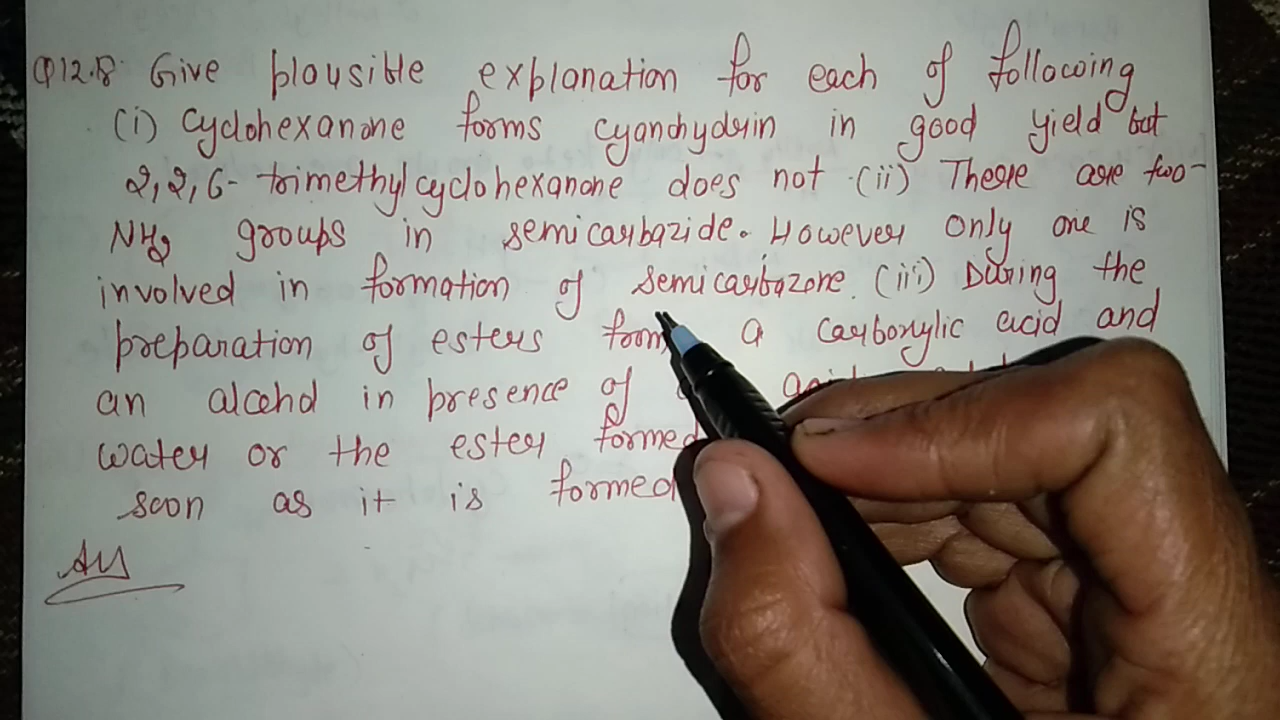 Q12.18 Give plausible explanation for each of following
(i) Cyclohexanone forms cyanohydrin in good yield but
2,2,6- trimethylcyclohexanone does not (ii) There are two-
NH2 groups in semicarbazide. However only one is
involved in formation of semicarbazone. (iii) During the
preparation of esters from a carboxylic acid and
an alcohol in presence of
water or the ester formed
soon as it is formed
Ans